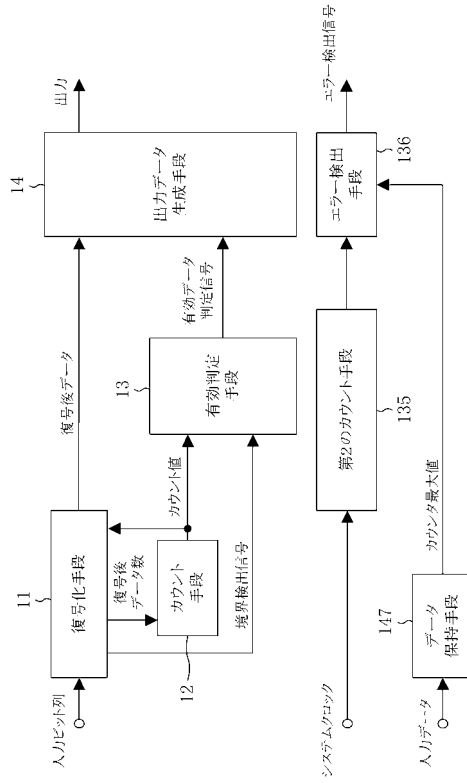 入力ビット列
11
復号化手段
復号後データ
復号後
データ数
カウント
手段
12
カウント値
境界検出信号
13
有効判定
手段
有効データ
判定信号
14
出力データ
生成手段
出力
システムクロック
第2のカウント手段
135
エラー検出
手段
136
エラー検出信号
入力データ
147
データ
保持手段
カウンタ最大値